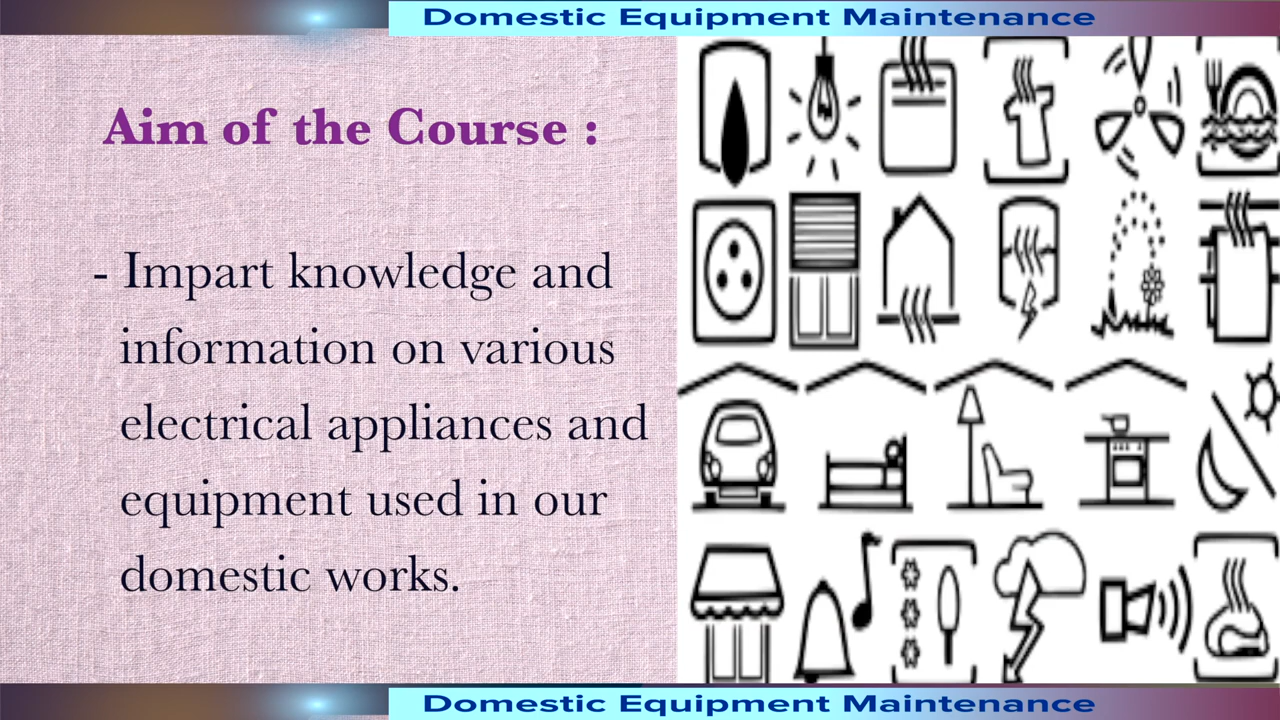 Domestic Equipment Maintenance
Aim of the Course :
- Impart knowledge and
information on various
electrical appliances and
equipment used in our
domestic works.
Domestic Equipment Maintenance